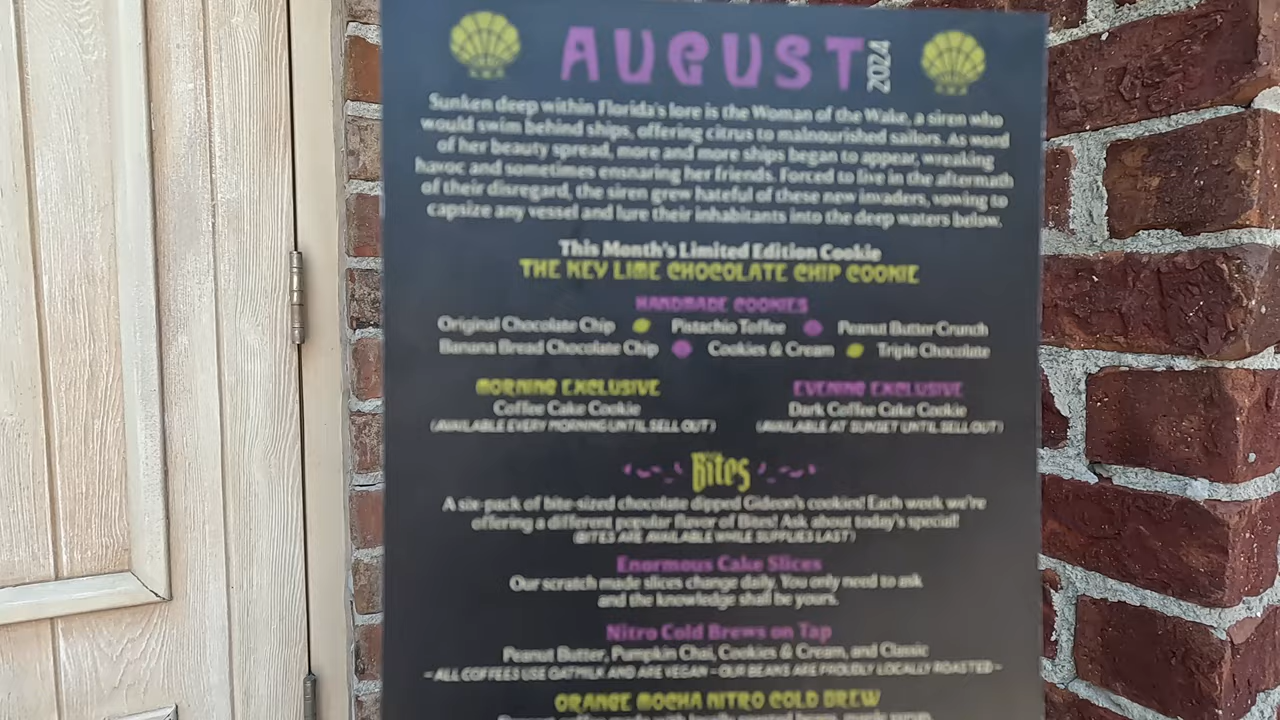 AUGUST 2024
Sunken deep within Florida's lore is the Woman of the Wake, a siren who
would swim behind ships, offering citrus to malnourished sailors. As word
of her beauty spread, more and more ships began to appear, wreaking
havoc and sometimes ensnaring her friends. Forced to live in the aftermath
of their disregard, the siren grew hateful of these new invaders, vowing to
capsize any vessel and lure their inhabitants into the deep waters below.
This Month's Limited Edition Cookie
THE KEY LIME CHOCOLATE CHIP COOKIE
HANDMADE COOKIES
Original Chocolate Chip Pistachio Toffee Peanut Butter Crunch
Banana Bread Chocolate Chip Cookies & Cream Triple Chocolate
MORNING EXCLUSIVE EVENING EXCLUSIVE
Coffee Cake Cookie Dark Coffee Cake Cookie
(AVAILABLE EVERY MORNING UNTIL SELL OUT) (AVAILABLE AT SUNSET UNTIL SELL OUT)
Bites
A six-pack of bite-sized chocolate dipped Gideon's cookies! Each week we're
offering a different popular flavor of Bites! Ask about today's special!
(BITES ARE AVAILABLE WHILE SUPPLIES LAST)
Enormous Cake Slices
Our scratch made slices change daily. You only need to ask
and the knowledge shall be yours.
Nitro Cold Brews on Tap
Peanut Butter, Pumpkin Chai, Cookies & Cream, and Classic
~ALL COFFEES USE OATMILK AND ARE VEGAN ~ OUR BEANS ARE PROUDLY LOCALLY ROASTED~
ORANGE MOCHA NITRO COLD BREW